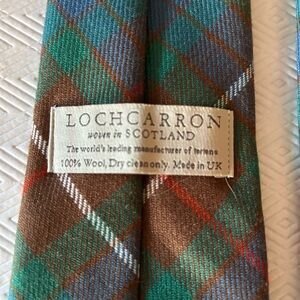 LOCHCARRON
woven in SCOTLAND
The world's leading manufacturer of tartans
100% Wool, Dry clean only. Made in UK